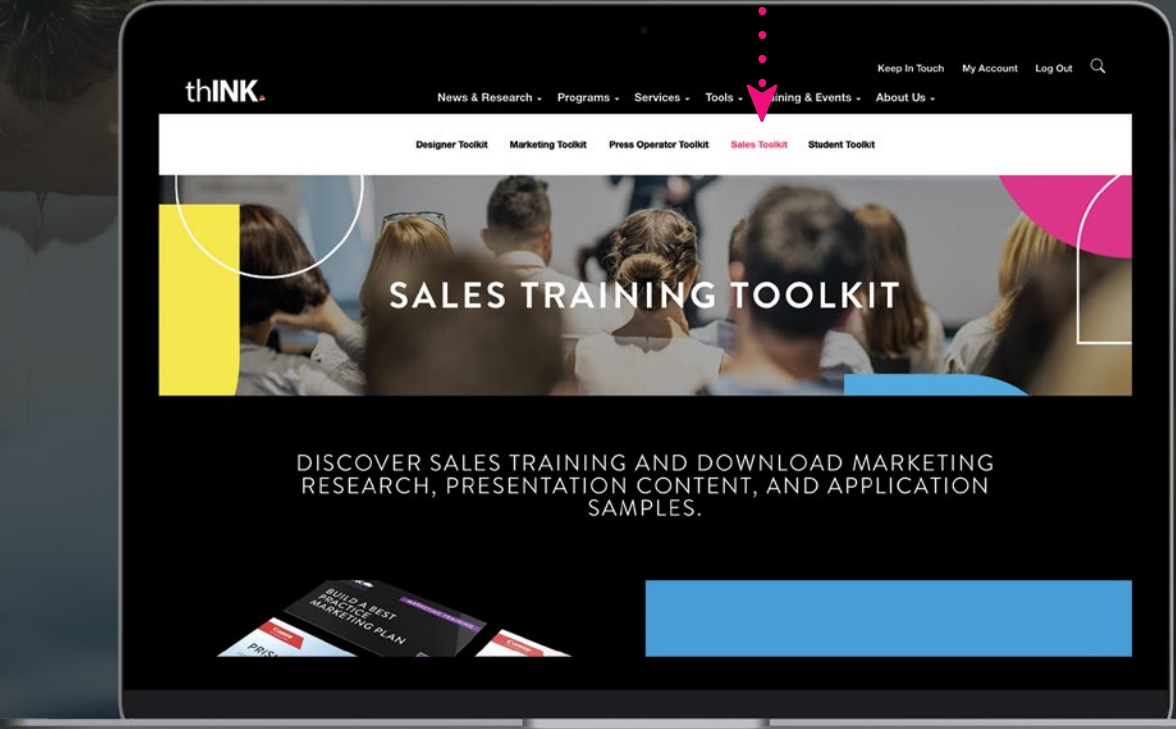 Keep In Touch My Account Log Out
thINK.
News & Research Programs Services Tools Training & Events About Us
Designer Toolkit Marketing Toolkit Press Operator Toolkit Sales Toolkit Student Toolkit
SALES TRAINING TOOLKIT
DISCOVER SALES TRAINING AND DOWNLOAD MARKETING
RESEARCH, PRESENTATION CONTENT, AND APPLICATION
SAMPLES.
BUILD A BEST
PRACTICE
MARKETING PLAN
MARKETING TRAINING
Canon
Canon